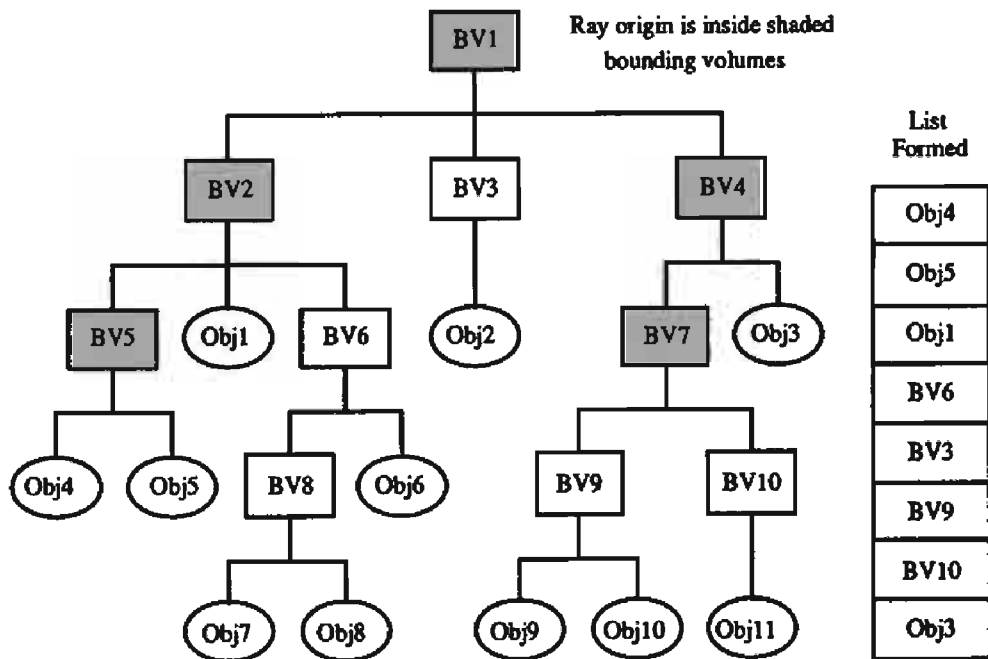 BV1
Ray origin is inside shaded
bounding volumes
List
Formed
BV2
BV3
BV4
Obj4
Obj5
BV5
Obj1
BV6
Obj2
BV7
Obj3
Obj1
BV6
BV3
Obj4
Obj5
BV8
Obj6
BV9
BV10
BV9
BV10
Obj7
Obj8
Obj9
Obj10
Obj11
Obj3